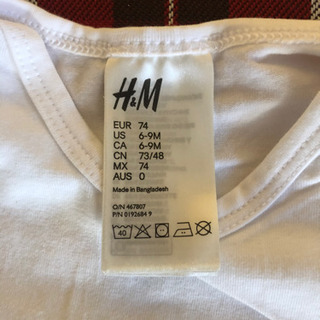 H&M
EUR 74
US 6-9M
CA 6-9M
CN 73/48
MX 74
AUS 0
Made in Bangladesh
O/N 467807
P/N 0192684 9
40